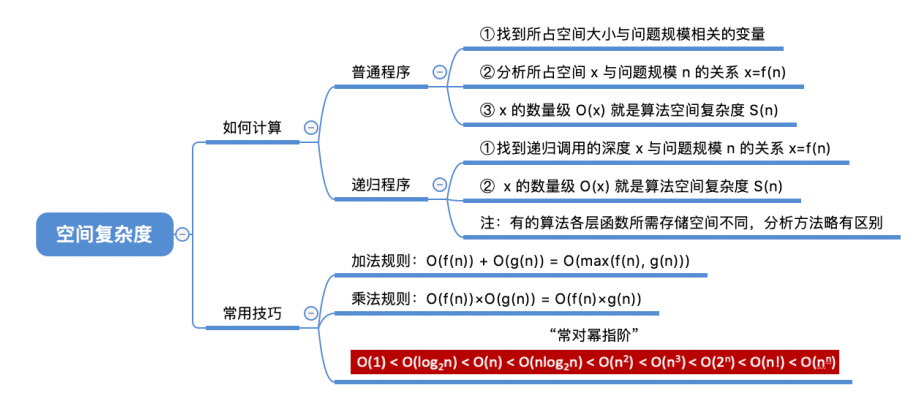 空间复杂度
如何计算
普通程序
①找到所占空间大小与问题规模相关的变量
②分析所占空间 x 与问题规模 n 的关系 x=f(n)
③ x 的数量级 O(x) 就是算法空间复杂度 S(n)
递归程序
①找到递归调用的深度 x 与问题规模 n 的关系 x=f(n)
② x 的数量级 O(x) 就是算法空间复杂度 S(n)
注：有的算法各层函数所需存储空间不同，分析方法略有区别
常用技巧
加法规则：O(f(n)) + O(g(n)) = O(max(f(n), g(n)))
乘法规则：O(f(n))×O(g(n)) = O(f(n)×g(n))
“常对幂指阶”
O(1) < O(log₂n) < O(n) < O(nlog₂n) < O(n²) < O(n³) < O(2ⁿ) < O(n!) < O(nⁿ)